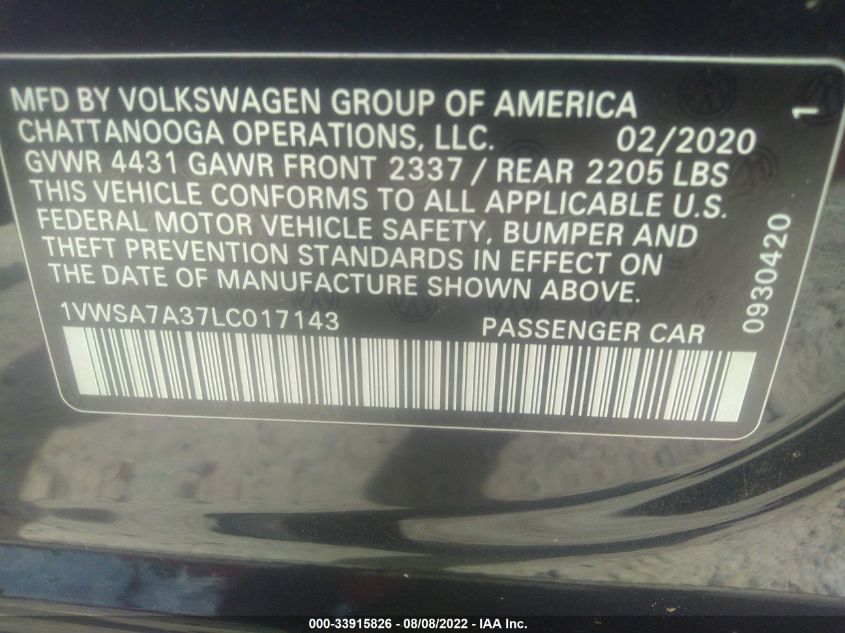 MFD BY VOLKSWAGEN GROUP OF AMERICA
CHATTANOOGA OPERATIONS, LLC. 02/2020
GVWR 4431 GAWR FRONT 2337 / REAR 2205 LBS
THIS VEHICLE CONFORMS TO ALL APPLICABLE U.S.
FEDERAL MOTOR VEHICLE SAFETY, BUMPER AND
THEFT PREVENTION STANDARDS IN EFFECT ON
THE DATE OF MANUFACTURE SHOWN ABOVE.
1VWSA7A37LC017143 PASSENGER CAR
0930420
1
000-33915826 - 08/08/2022 - IAA Inc.